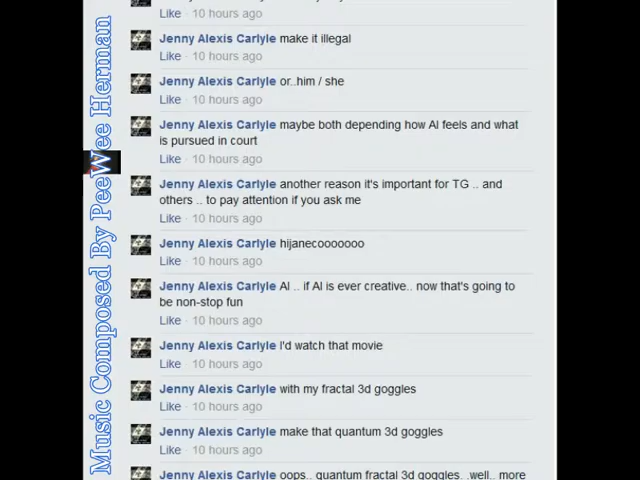 Like · 10 hours ago
Jenny Alexis Carlyle make it illegal
Like · 10 hours ago
Jenny Alexis Carlyle or..him / she
Like · 10 hours ago
Jenny Alexis Carlyle maybe both depending how AI feels and what
is pursued in court
Like · 10 hours ago
Jenny Alexis Carlyle another reason it's important for TG .. and
others .. to pay attention if you ask me
Like · 10 hours ago
Jenny Alexis Carlyle hijanecooooooo
Like · 10 hours ago
Jenny Alexis Carlyle AI .. if AI is ever creative.. now that's going to
be non-stop fun
Like · 10 hours ago
Jenny Alexis Carlyle I'd watch that movie
Like · 10 hours ago
Jenny Alexis Carlyle with my fractal 3d goggles
Like · 10 hours ago
Jenny Alexis Carlyle make that quantum 3d goggles
Like · 10 hours ago
Jenny Alexis Carlyle oops.. quantum fractal 3d goggles. .well.. more
Music Composed By PeeWee Herman